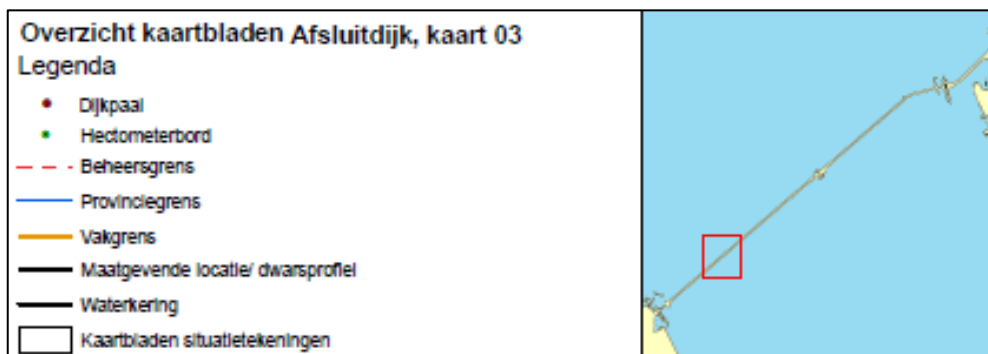 Overzicht kaartbladen Afsluitdijk, kaart 03
Legenda
Dijkpaal
Hectometerbord
Beheersgrens
Provinciegrens
Vakgrens
Maatgevende locatie/ dwarsprofiel
Waterkering
Kaartbladen situatietekeningen